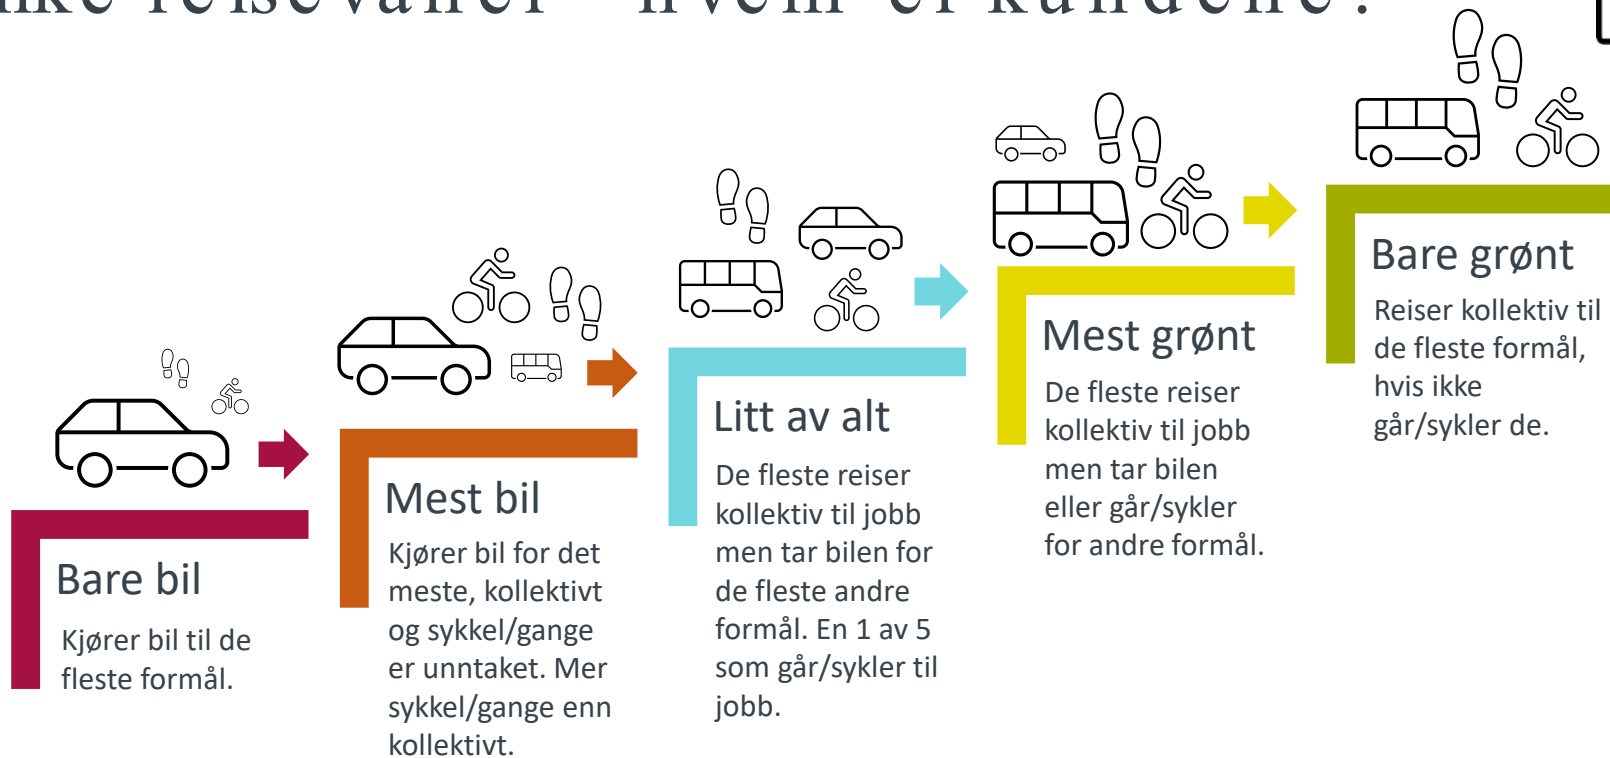 reisevaner - hvem er kundene?
Bare bil
Kjører bil til de
fleste formål.
Mest bil
Kjører bil for det
meste, kollektivt
og sykkel/gange
er unntaket. Mer
sykkel/gange enn
kollektivt.
Litt av alt
De fleste reiser
kollektiv til jobb
men tar bilen for
de fleste andre
formål. En 1 av 5
som går/sykler til
jobb.
Mest grønt
De fleste reiser
kollektiv til jobb
men tar bilen
eller går/sykler
for andre formål.
Bare grønt
Reiser kollektiv til
de fleste formål,
hvis ikke
går/sykler de.